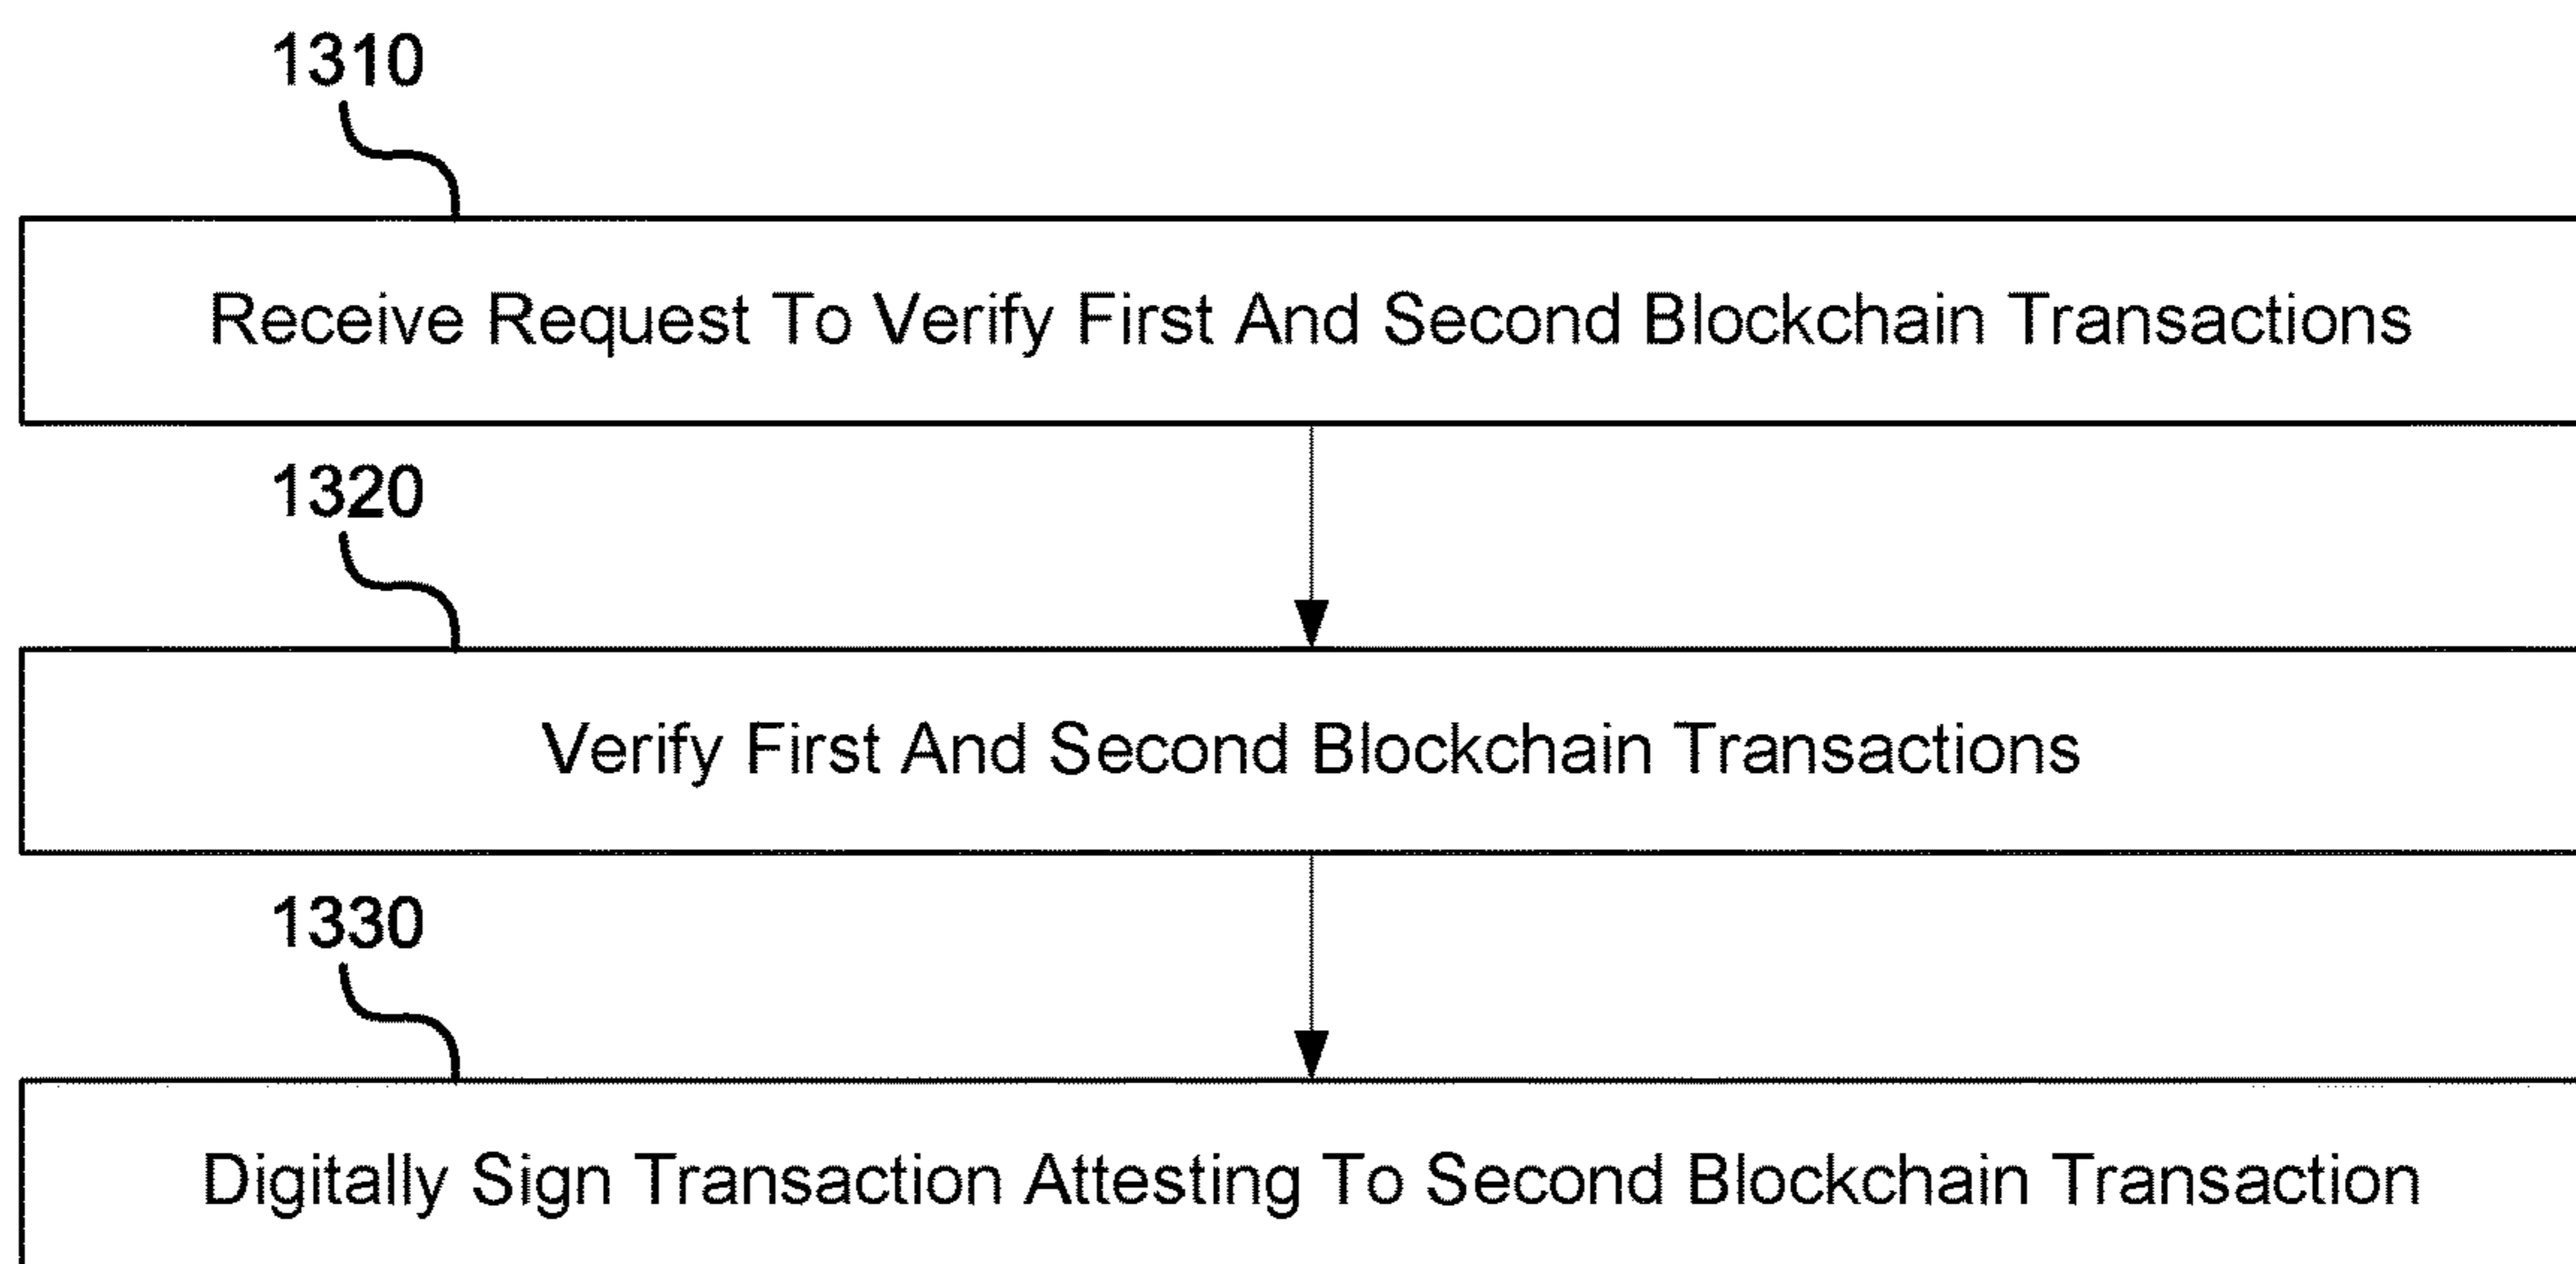 1310
Receive Request To Verify First And Second Blockchain Transactions
1320
Verify First And Second Blockchain Transactions
1330
Digitally Sign Transaction Attesting To Second Blockchain Transaction